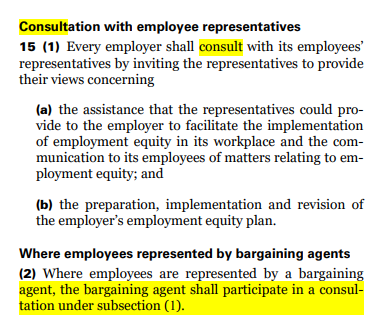 Consultation with employee representatives
15 (1) Every employer shall consult with its employees’
representatives by inviting the representatives to provide
their views concerning
(a) the assistance that the representatives could pro-
vide to the employer to facilitate the implementation
of employment equity in its workplace and the com-
munication to its employees of matters relating to em-
ployment equity; and
(b) the preparation, implementation and revision of
the employer’s employment equity plan.
Where employees represented by bargaining agents
(2) Where employees are represented by a bargaining
agent, the bargaining agent shall participate in a consul-
tation under subsection (1).